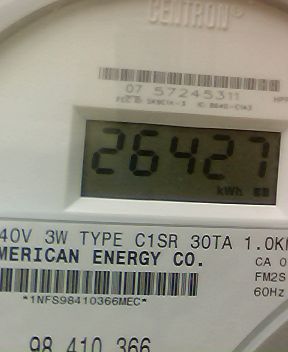 CENTRON®
07 57245311
26427
kWh
40V 3W TYPE C1SR 30TA 1.0K
MERICAN ENERGY CO.
CA 0
FM2S
60Hz
*1NFS98410366MEC*
98 410 366